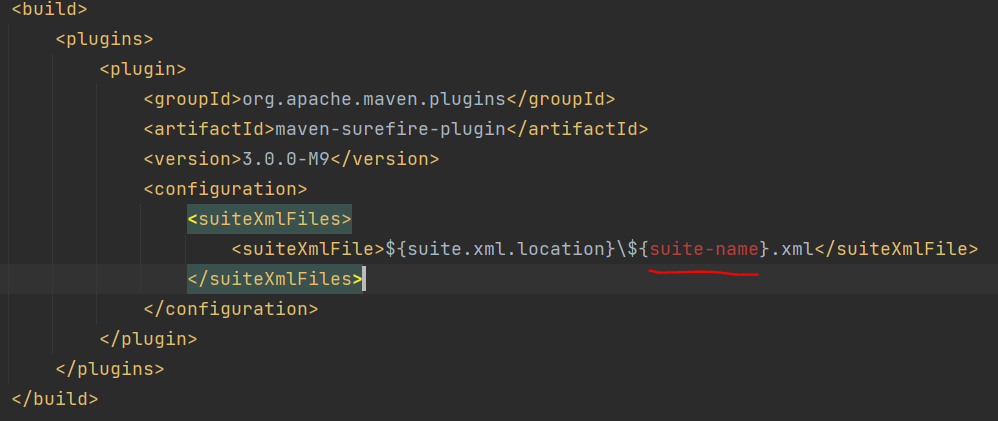 <build>
<plugins>
<plugin>
<groupId>org.apache.maven.plugins</groupId>
<artifactId>maven-surefire-plugin</artifactId>
<version>3.0.0-M9</version>
<configuration>
<suiteXmlFiles>
<suiteXmlFile>${suite.xml.location}\${suite-name}.xml</suiteXmlFile>
</suiteXmlFiles>
</configuration>
</plugin>
</plugins>
</build>